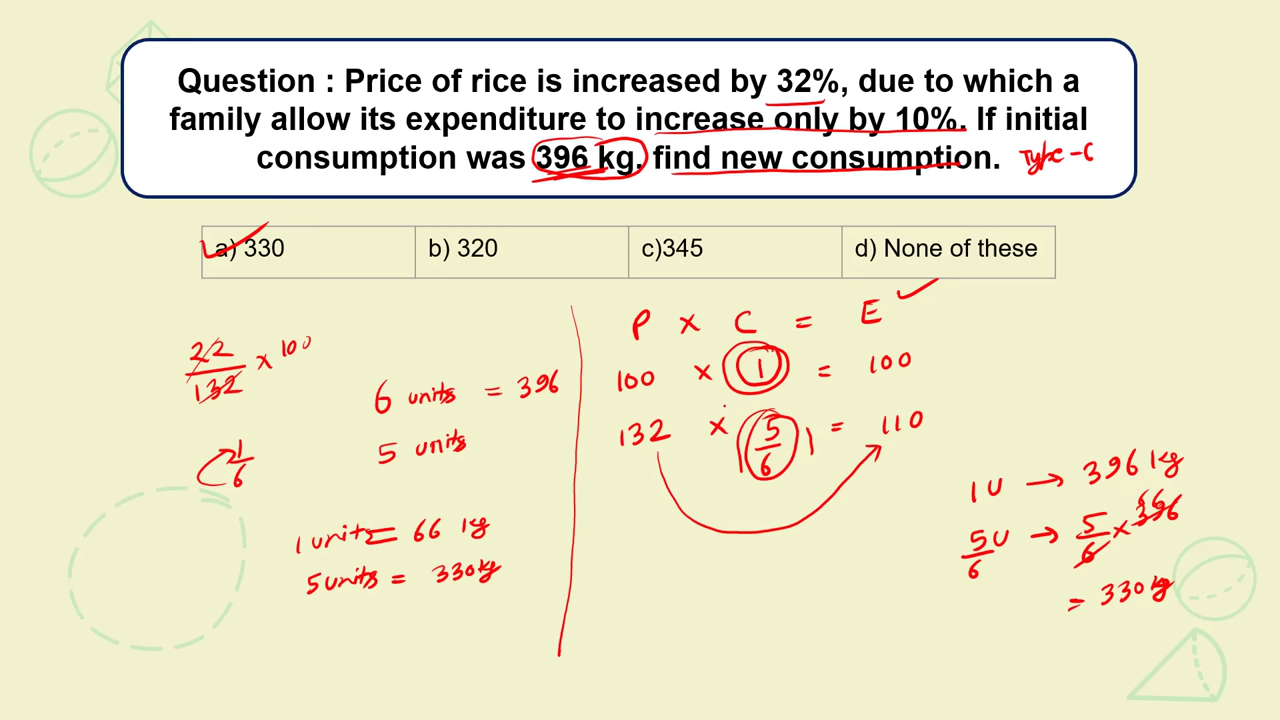 Question : Price of rice is increased by 32%, due to which a
family allow its expenditure to increase only by 10%. If initial
consumption was 396 kg. find new consumption.
Type - C
a) 330
b) 320
c)345
d) None of these
P × C = E
100 × 1 = 100
132 × 5/6 = 110
22/132 × 100
1/6
6 units = 396
5 units
1 units = 66 kg
5 units = 330 kg
1 U → 396 kg
5/6 U → 5/6 × 396
66
= 330 kg